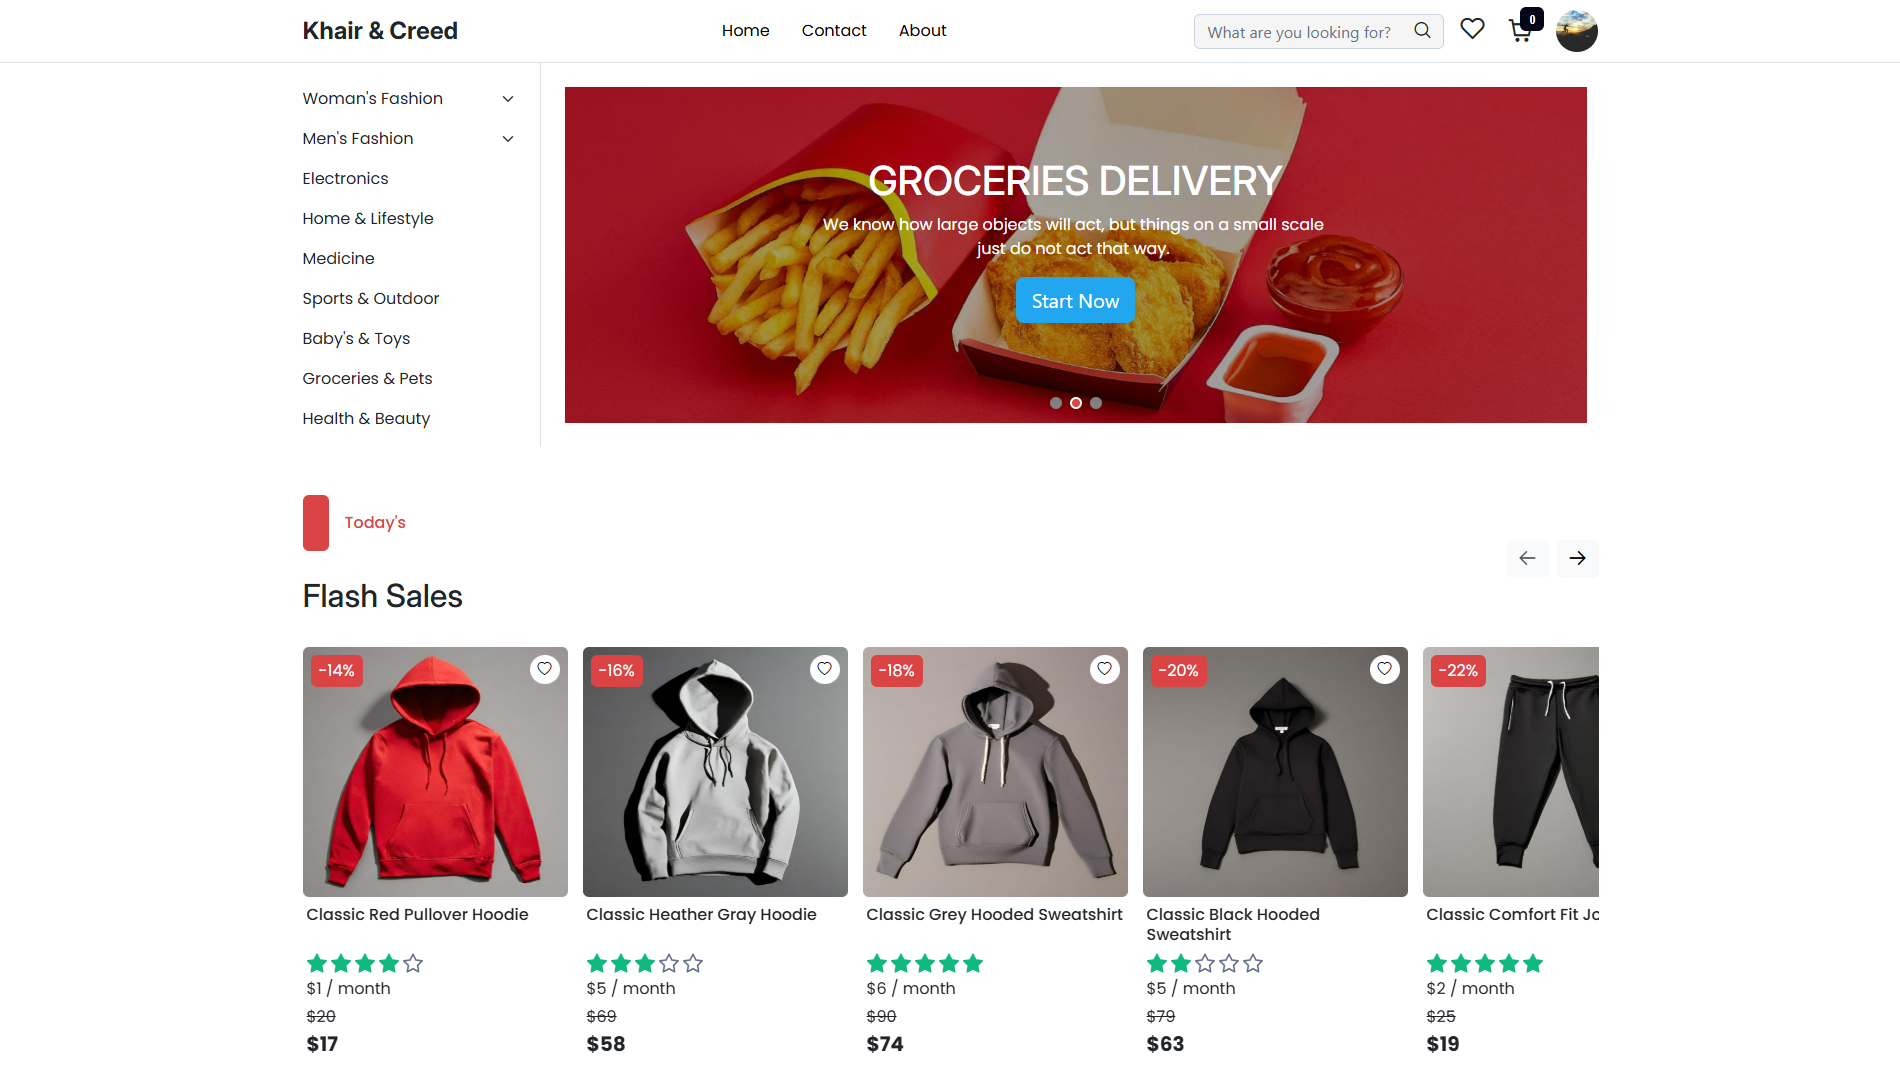 Khair & Creed
Home
Contact
About
What are you looking for?
0
Woman's Fashion
Men's Fashion
Electronics
Home & Lifestyle
Medicine
Sports & Outdoor
Baby's & Toys
Groceries & Pets
Health & Beauty
GROCERIES DELIVERY
We know how large objects will act, but things on a small scale
just do not act that way.
Start Now
Today's
Flash Sales
-14%
Classic Red Pullover Hoodie
$1 / month
$20
$17
-16%
Classic Heather Gray Hoodie
$5 / month
$69
$58
-18%
Classic Grey Hooded Sweatshirt
$6 / month
$90
$74
-20%
Classic Black Hooded
Sweatshirt
$5 / month
$79
$63
-22%
Classic Comfort Fit Jo
$2 / month
$25
$19